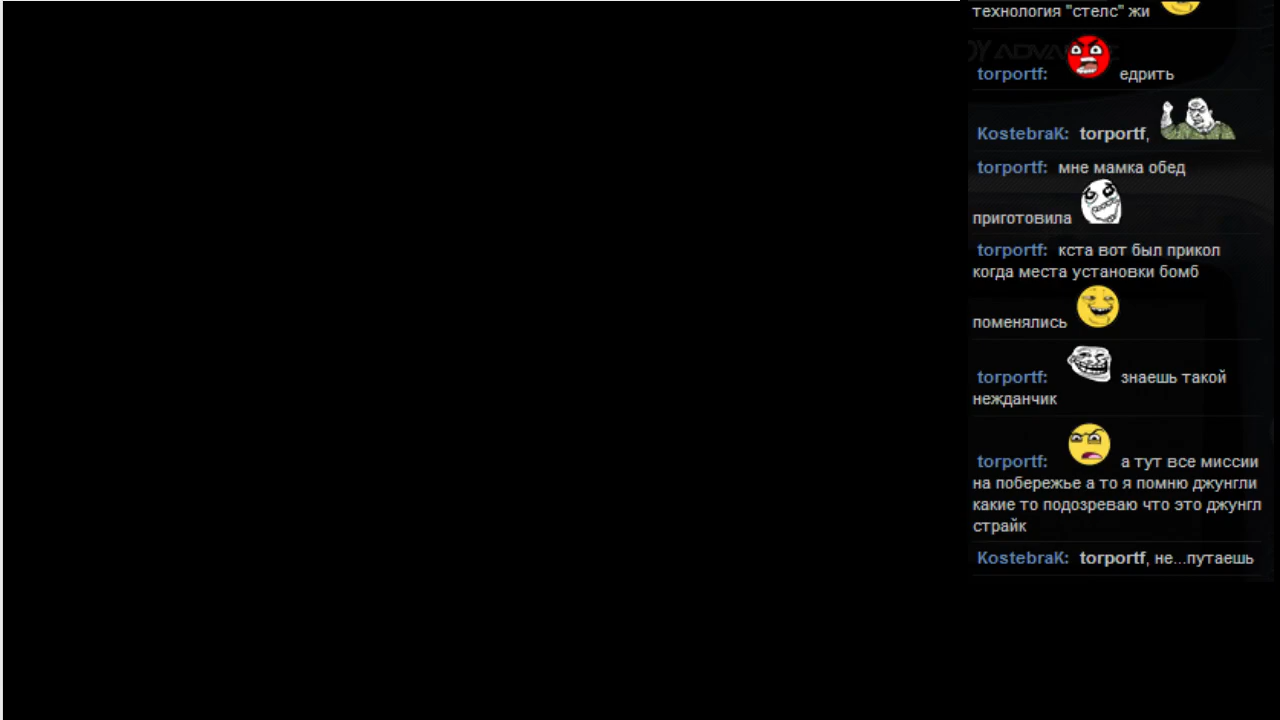 технология "стелс" жи
ADVANCE
torportf: едрить
KostebraK: torportf,
torportf: мне мамка обед
приготовила
torportf: кста вот был прикол
когда места установки бомб
поменялись
torportf: знаешь такой
нежданчик
torportf: а тут все миссии
на побережье а то я помню джунгли
какие то подозреваю что это джунгл
страйк
KostebraK: torportf, не...путаешь